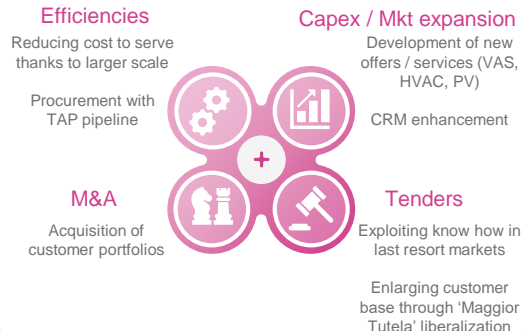 Efficiencies
Reducing cost to serve
thanks to larger scale
Procurement with
TAP pipeline
Capex / Mkt expansion
Development of new
offers / services (VAS,
HVAC, PV)
CRM enhancement
+
M&A
Acquisition of
customer portfolios
Tenders
Exploiting know how in
last resort markets
Enlarging customer
base through ‘Maggior
Tutela’ liberalization